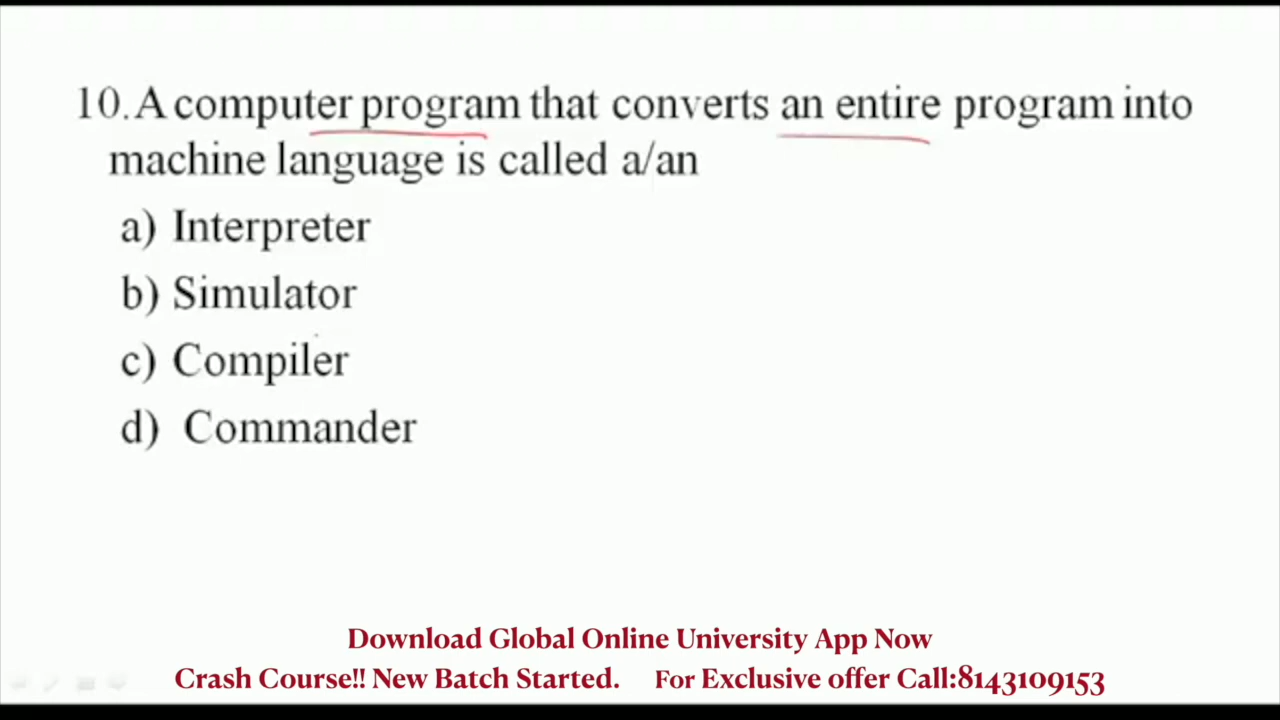 10. A computer program that converts an entire program into
machine language is called a/an
a) Interpreter
b) Simulator
c) Compiler
d) Commander
Download Global Online University App Now
Crash Course!! New Batch Started. For Exclusive offer Call:8143109153